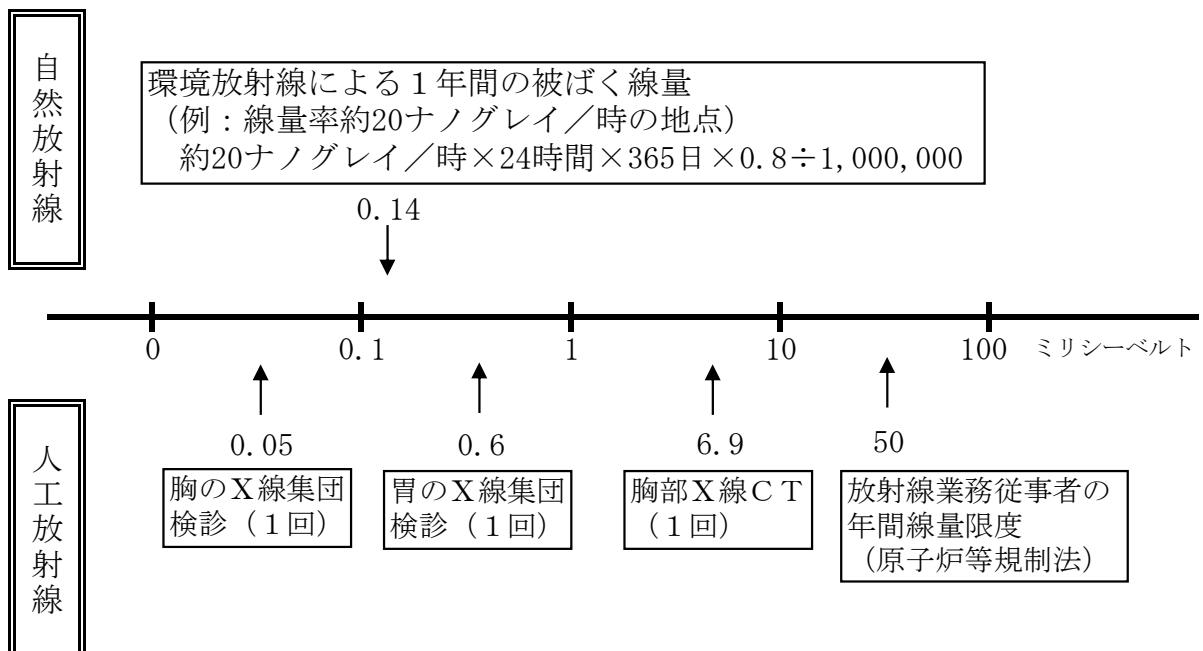 自然放射線
環境放射線による１年間の被ばく線量
（例：線量率約20ナノグレイ／時の地点）
約20ナノグレイ／時×24時間×365日×0.8÷1,000,000
0.14
0 0.1 1 10 100 ミリシーベルト
人工放射線
0.05 0.6 6.9 50
胸のＸ線集団
検診（１回）
胃のＸ線集団
検診（１回）
胸部Ｘ線ＣＴ
（１回）
放射線業務従事者の
年間線量限度
（原子炉等規制法）